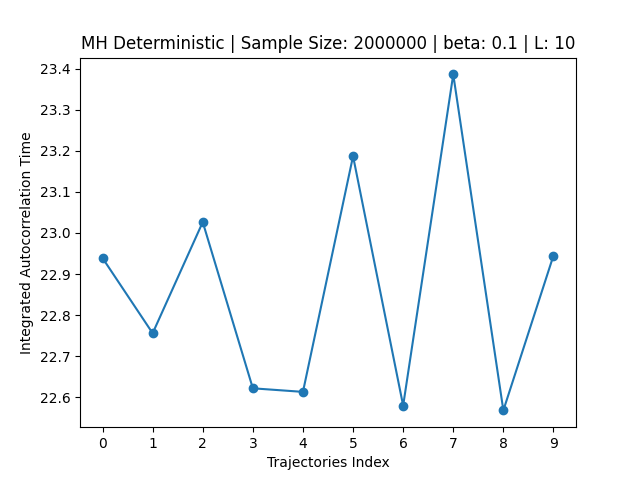 MH Deterministic | Sample Size: 2000000 | beta: 0.1 | L: 10
Integrated Autocorrelation Time
23.4
23.3
23.2
23.1
23.0
22.9
22.8
22.7
22.6
0 1 2 3 4 5 6 7 8 9
Trajectories Index